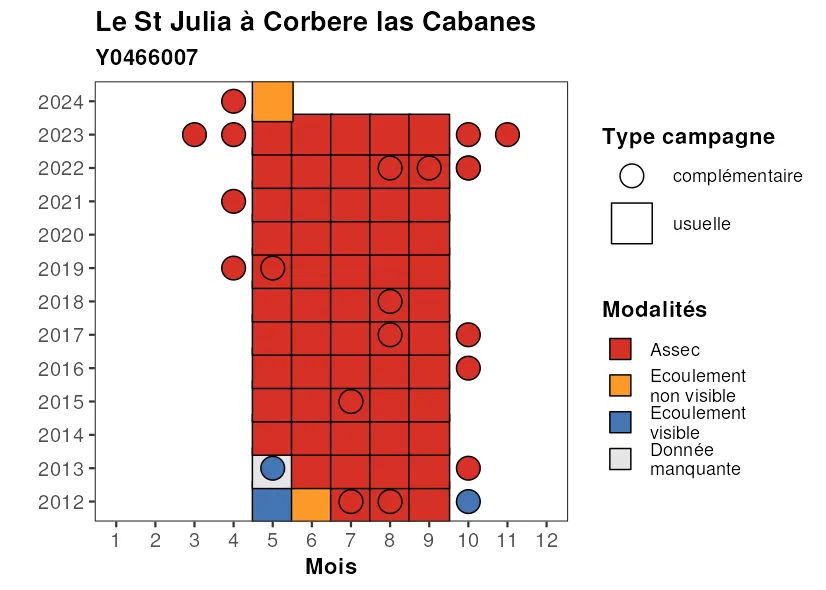 Le St Julia à Corbere las Cabanes
Y0466007
2024
2023
2022
2021
2020
2019
2018
2017
2016
2015
2014
2013
2012
1 2 3 4 5 6 7 8 9 10 11 12
Mois
Type campagne
complémentaire
usuelle
Modalités
Assec
Ecoulement
non visible
Ecoulement
visible
Donnée
manquante